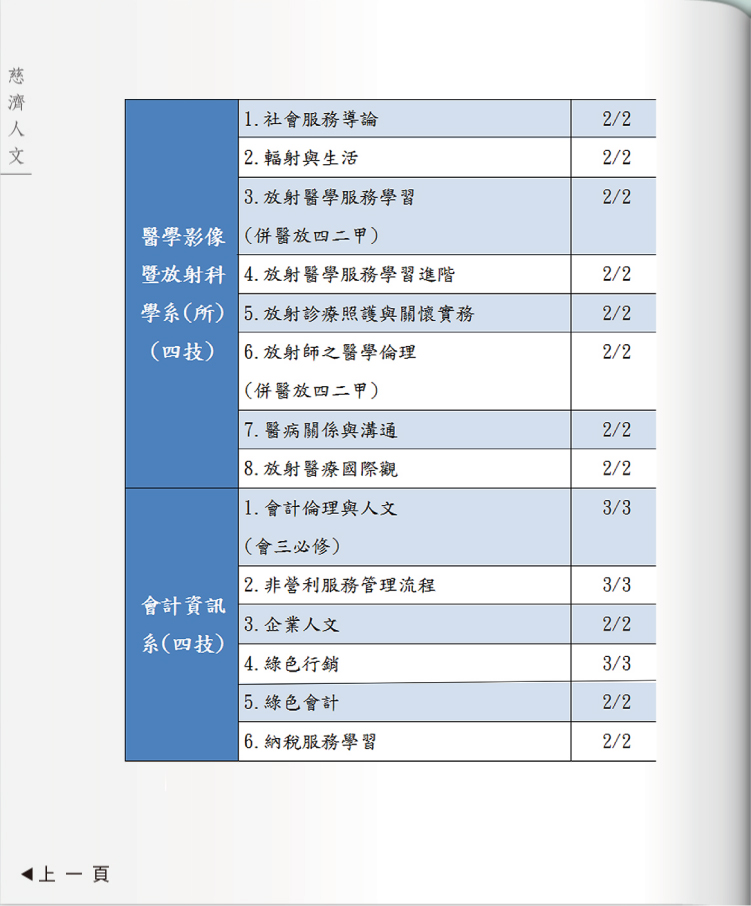 慈濟人文
醫學影像
暨放射科
學系(所)
(四技)
1.社會服務導論 2/2
2.輻射與生活 2/2
3.放射醫學服務學習 2/2
(併醫放四二甲)
4.放射醫學服務學習進階 2/2
5.放射診療照護與關懷實務 2/2
6.放射師之醫學倫理 2/2
(併醫放四二甲)
7.醫病關係與溝通 2/2
8.放射醫療國際觀 2/2
會計資訊
系(四技)
1.會計倫理與人文 3/3
(會三必修)
2.非營利服務管理流程 3/3
3.企業人文 2/2
4.綠色行銷 3/3
5.綠色會計 2/2
6.納稅服務學習 2/2
◀上一頁